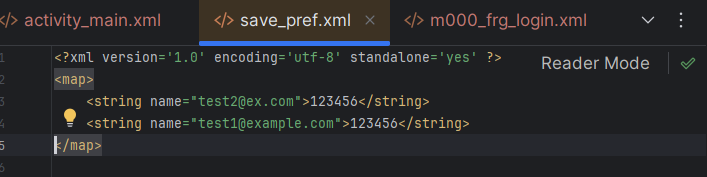 </> activity_main.xml </> save_pref.xml × </> m000_frg_login.xml
1 <?xml version='1.0' encoding='utf-8' standalone='yes' ?>
Reader Mode
2 <map>
3 <string name="test2@ex.com">123456</string>
4 <string name="test1@example.com">123456</string>
5 </map>
6